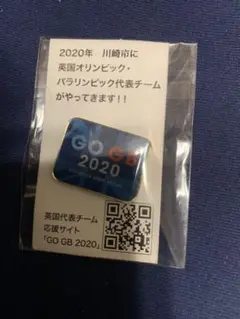 2020年 川崎市に
英国オリンピック・
パラリンピック代表チーム
がやってきます!!
GO GB
2020
英国代表チーム
応援サイト
「GO GB 2020」